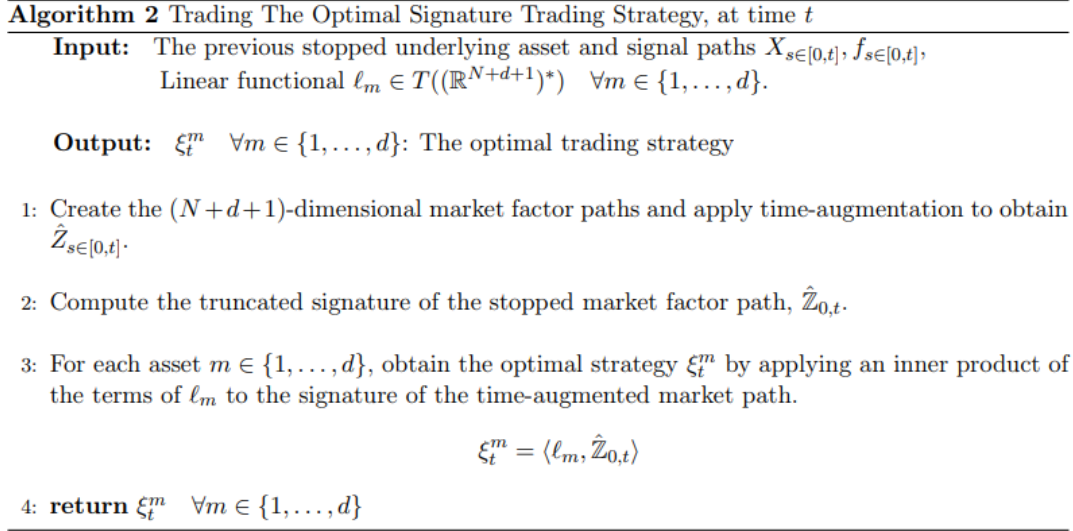 Algorithm 2 Trading The Optimal Signature Trading Strategy, at time t
Input: The previous stopped underlying asset and signal paths X_{s∈[0,t]}, f_{s∈[0,t]},
Linear functional ℓ_m ∈ T((ℝ^{N+d+1})^*) ∀m ∈ {1, . . . , d}.
Output: ξ_t^m ∀m ∈ {1, . . . , d}: The optimal trading strategy
1: Create the (N+d+1)-dimensional market factor paths and apply time-augmentation to obtain
Ẑ_{s∈[0,t]}.
2: Compute the truncated signature of the stopped market factor path, ℤ̂_{0,t}.
3: For each asset m ∈ {1, . . . , d}, obtain the optimal strategy ξ_t^m by applying an inner product of
the terms of ℓ_m to the signature of the time-augmented market path.
ξ_t^m = ⟨ℓ_m, ℤ̂_{0,t}⟩
4: return ξ_t^m ∀m ∈ {1, . . . , d}